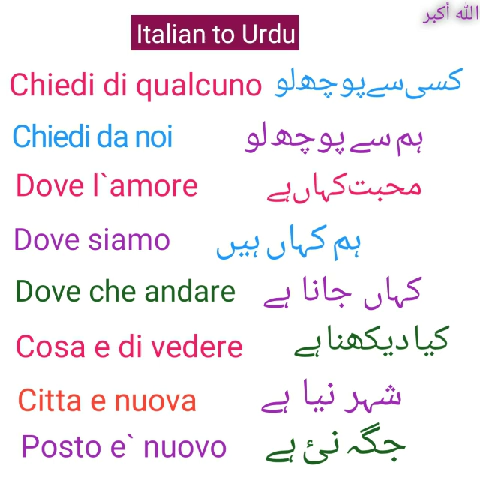 الله أكبر
Italian to Urdu
Chiedi di qualcuno کسی سے پوچھ لو
Chiedi da noi ہم سے پوچھ لو
Dove l`amore محبت کہاں ہے
Dove siamo ہم کہاں ہیں
Dove che andare کہاں جانا ہے
Cosa e di vedere کیا دیکھنا ہے
Citta e nuova شہر نیا ہے
Posto e` nuovo جگہ نئ ہے